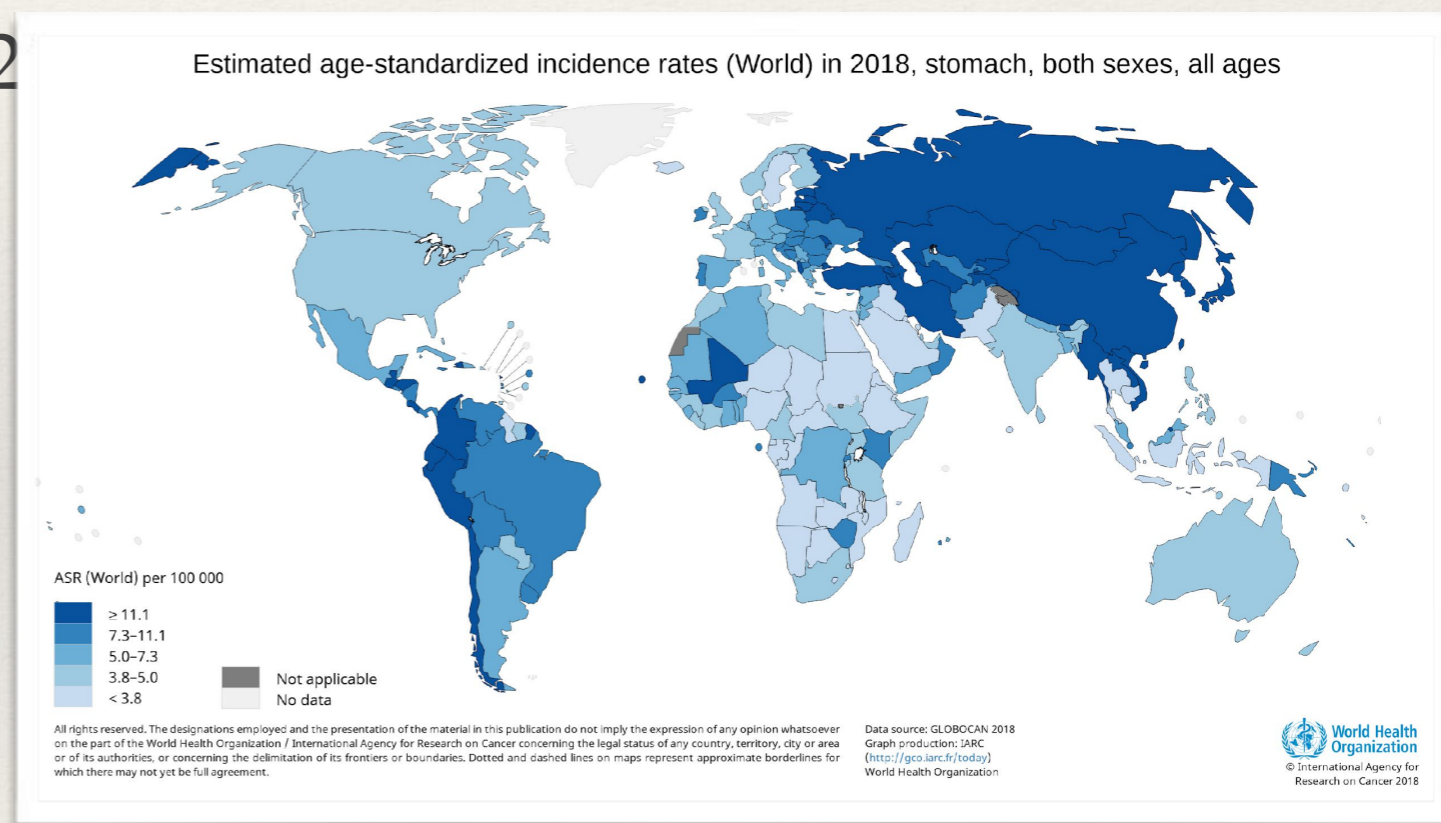 2
Estimated age-standardized incidence rates (World) in 2018, stomach, both sexes, all ages
ASR (World) per 100 000
≥ 11.1
7.3–11.1
5.0–7.3
3.8–5.0
< 3.8
Not applicable
No data
All rights reserved. The designations employed and the presentation of the material in this publication do not imply the expression of any opinion whatsoever
on the part of the World Health Organization / International Agency for Research on Cancer concerning the legal status of any country, territory, city or area
or of its authorities, or concerning the delimitation of its frontiers or boundaries. Dotted and dashed lines on maps represent approximate borderlines for
which there may not yet be full agreement.
Data source: GLOBOCAN 2018
Graph production: IARC
(http://gco.iarc.fr/today)
World Health Organization
World Health
Organization
© International Agency for
Research on Cancer 2018